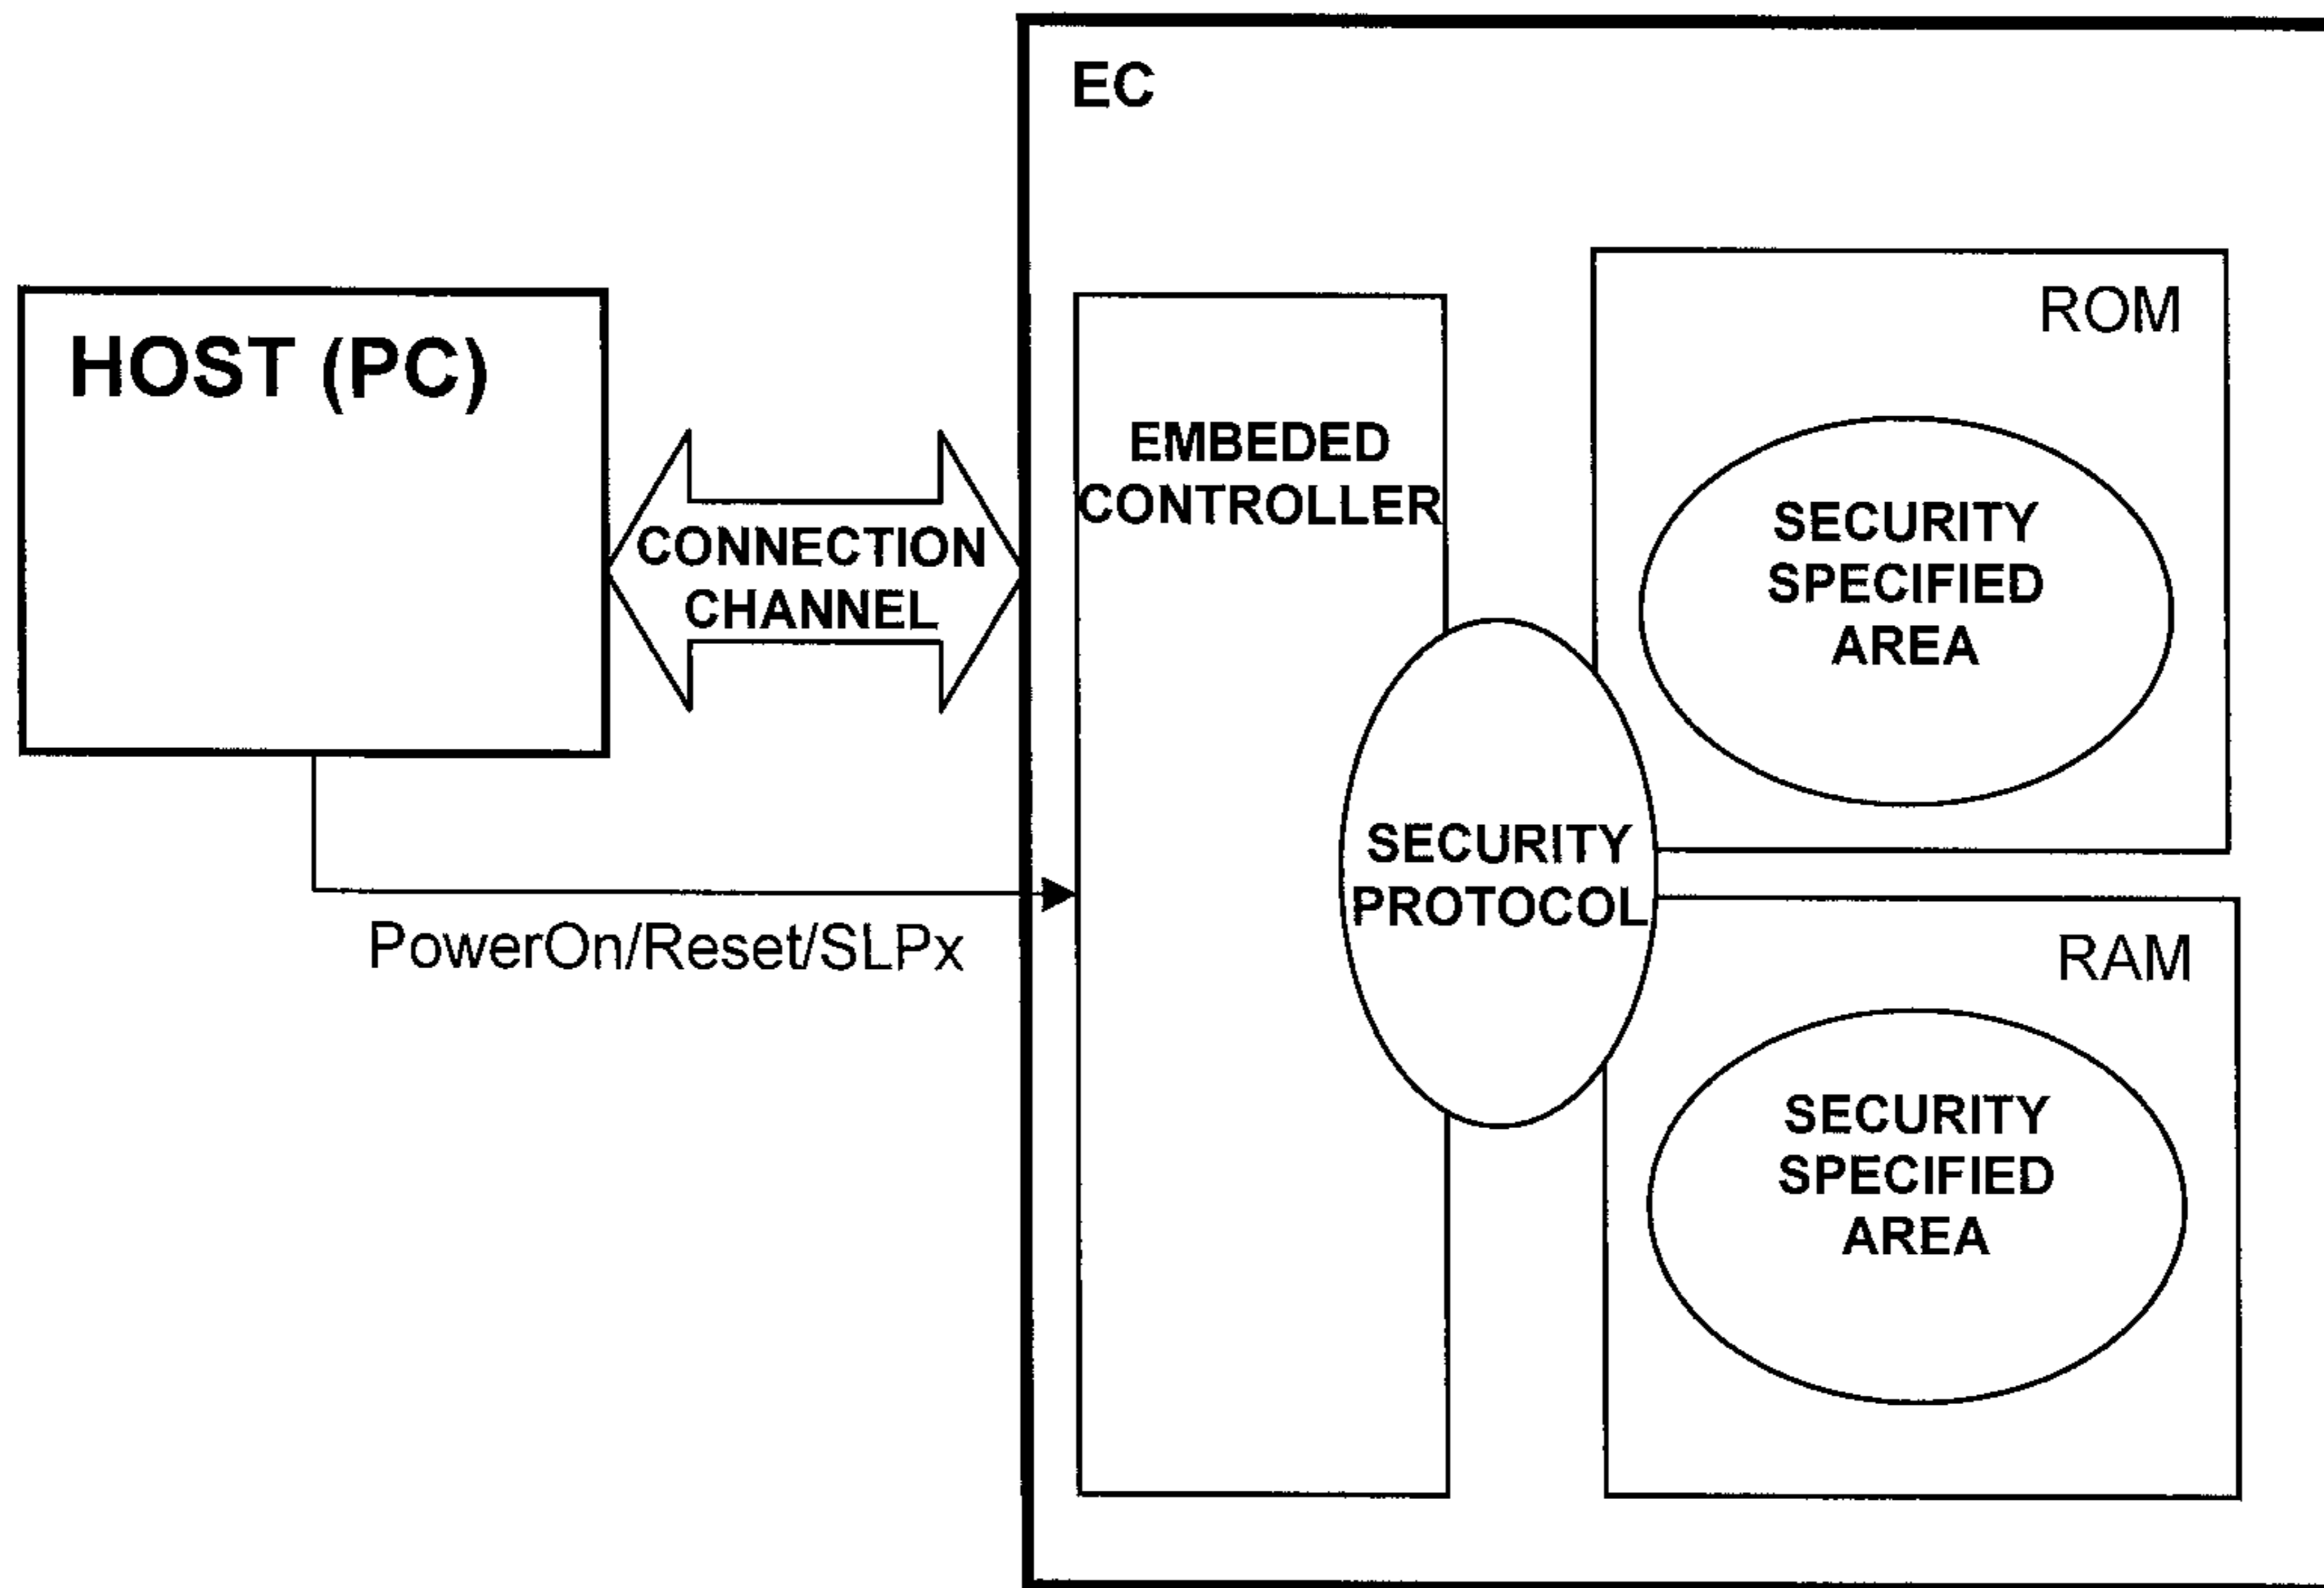 EC
HOST (PC)
CONNECTION
CHANNEL
PowerOn/Reset/SLPx
EMBEDED
CONTROLLER
SECURITY
PROTOCOL
ROM
SECURITY
SPECIFIED
AREA
RAM
SECURITY
SPECIFIED
AREA